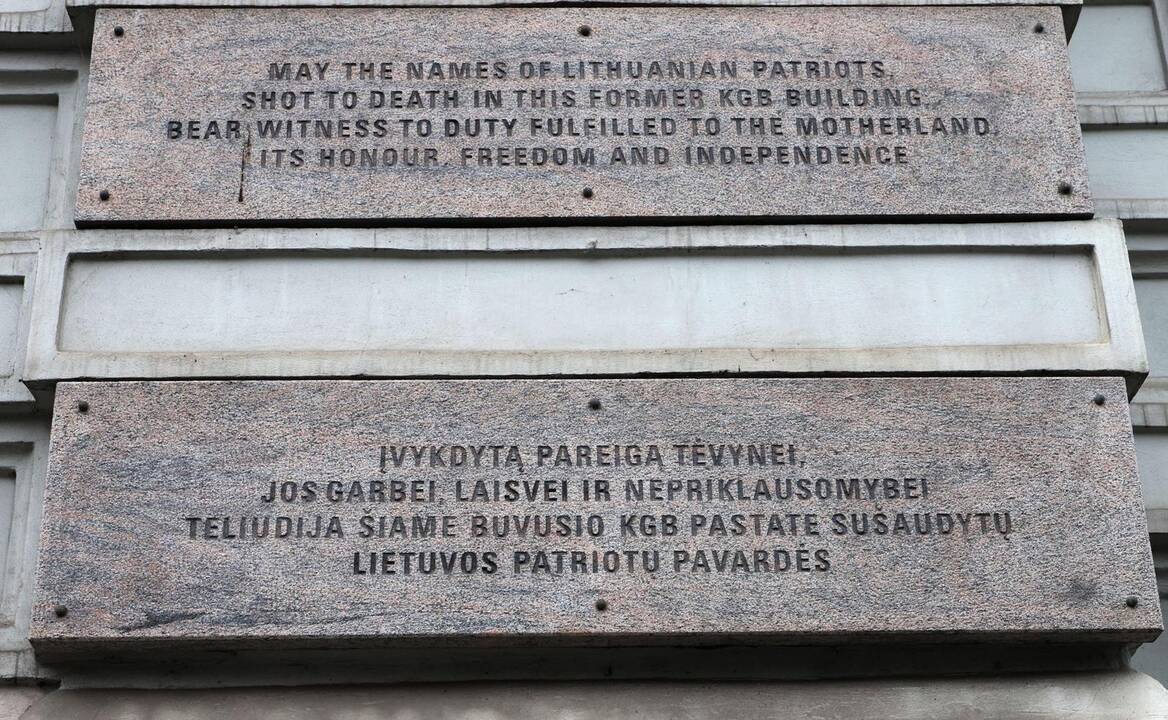 MAY THE NAMES OF LITHUANIAN PATRIOTS,
SHOT TO DEATH IN THIS FORMER KGB BUILDING,
BEAR WITNESS TO DUTY FULFILLED TO THE MOTHERLAND,
ITS HONOUR, FREEDOM AND INDEPENDENCE
ĮVYKDYTĄ PAREIGĄ TĖVYNEI,
JOS GARBEI, LAISVEI IR NEPRIKLAUSOMYBEI
TELIUDIJA ŠIAME BUVUSIO KGB PASTATE SUŠAUDYTŲ
LIETUVOS PATRIOTŲ PAVARDĖS